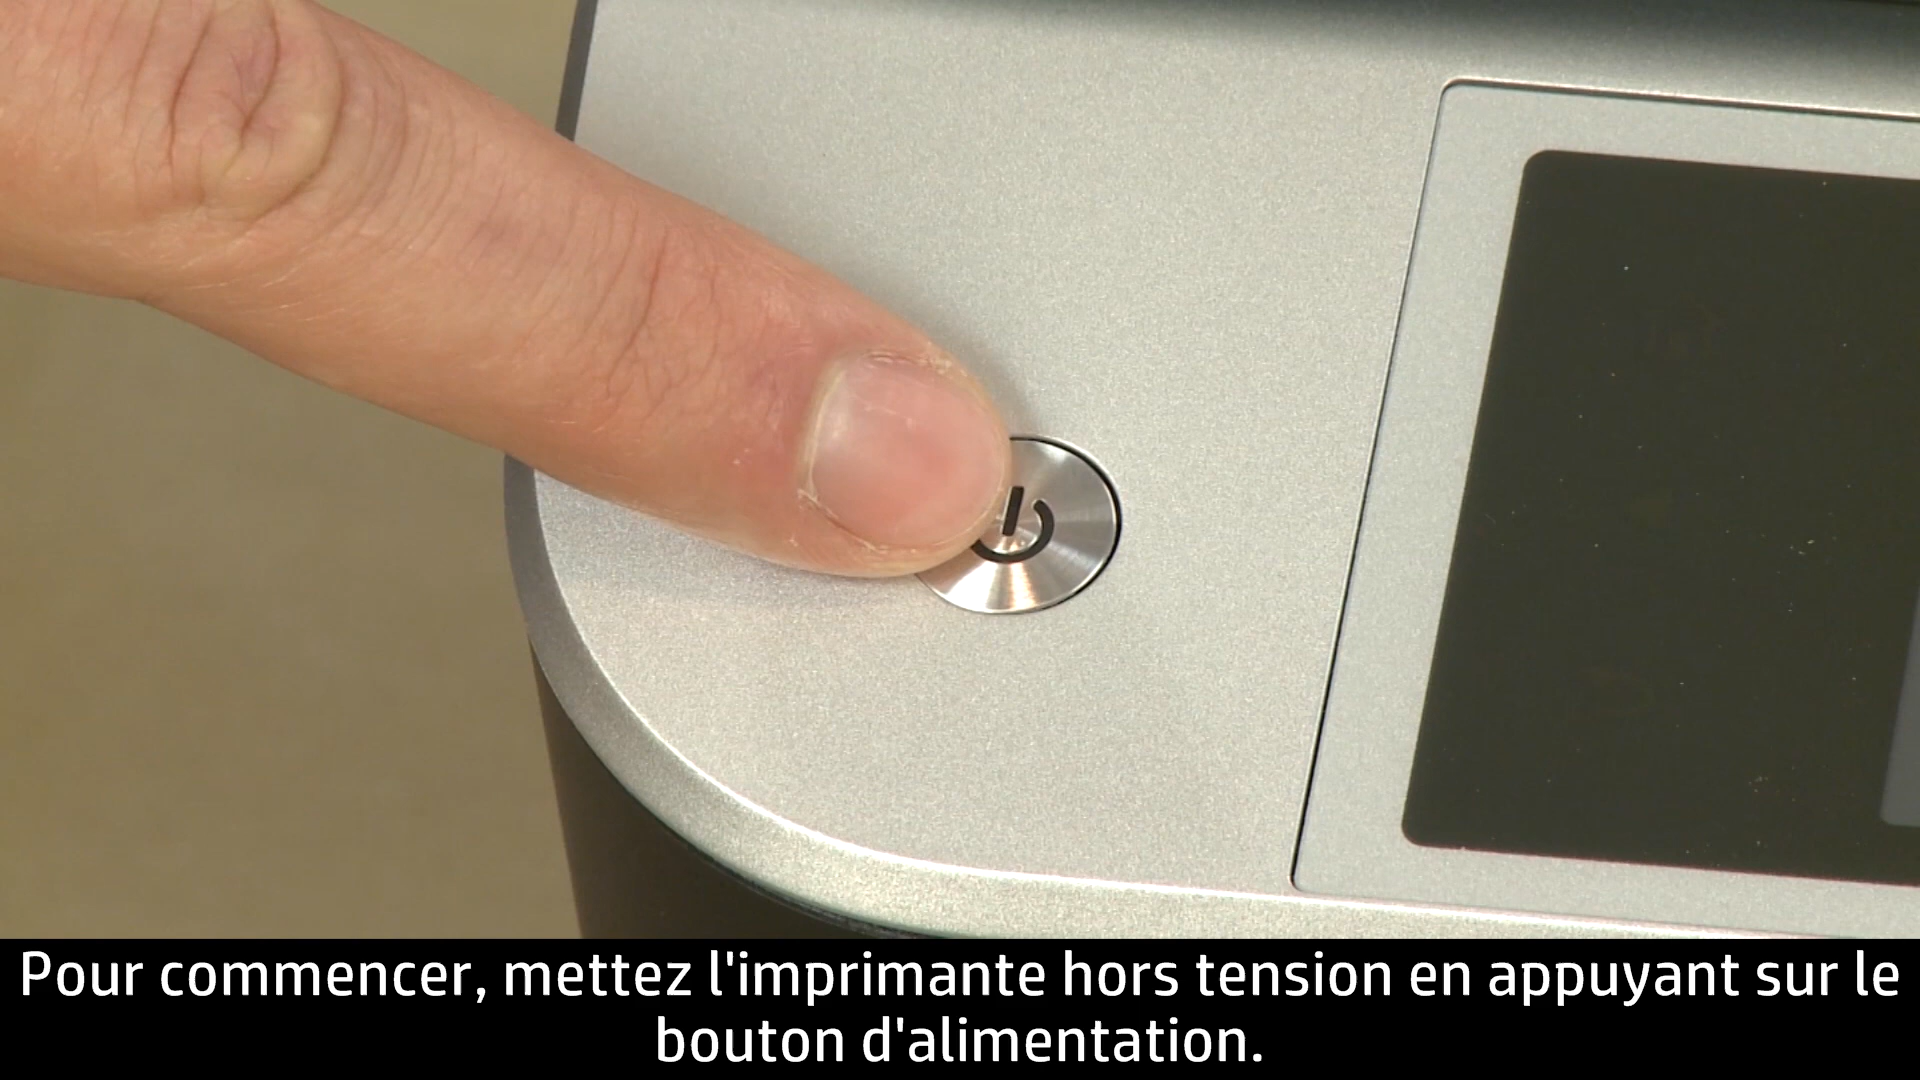 Pour commencer, mettez l'imprimante hors tension en appuyant sur le
bouton d'alimentation.